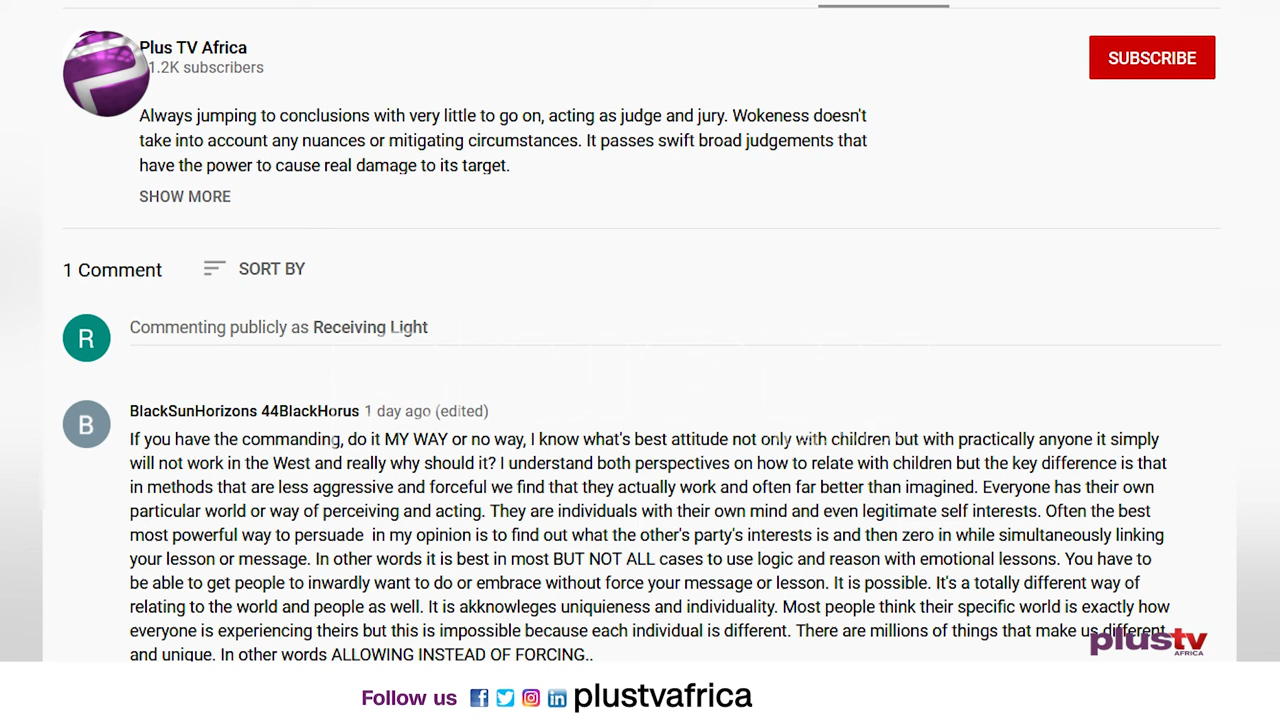 Plus TV Africa
1.2K subscribers
SUBSCRIBE
Always jumping to conclusions with very little to go on, acting as judge and jury. Wokeness doesn't
take into account any nuances or mitigating circumstances. It passes swift broad judgements that
have the power to cause real damage to its target.
SHOW MORE
1 Comment
SORT BY
R
Commenting publicly as Receiving Light
B
BlackSunHorizons 44BlackHorus 1 day ago (edited)
If you have the commanding, do it MY WAY or no way, I know what's best attitude not only with children but with practically anyone it simply
will not work in the West and really why should it? I understand both perspectives on how to relate with children but the key difference is that
in methods that are less aggressive and forceful we find that they actually work and often far better than imagined. Everyone has their own
particular world or way of perceiving and acting. They are individuals with their own mind and even legitimate self interests. Often the best
most powerful way to persuade in my opinion is to find out what the other's party's interests is and then zero in while simultaneously linking
your lesson or message. In other words it is best in most BUT NOT ALL cases to use logic and reason with emotional lessons. You have to
be able to get people to inwardly want to do or embrace without force your message or lesson. It is possible. It's a totally different way of
relating to the world and people as well. It is akknowleges uniquieness and individuality. Most people think their specific world is exactly how
everyone is experiencing theirs but this is impossible because each individual is different. There are millions of things that make us different
and unique. In other words ALLOWING INSTEAD OF FORCING..
plustv
AFRICA
Follow us plustvafrica